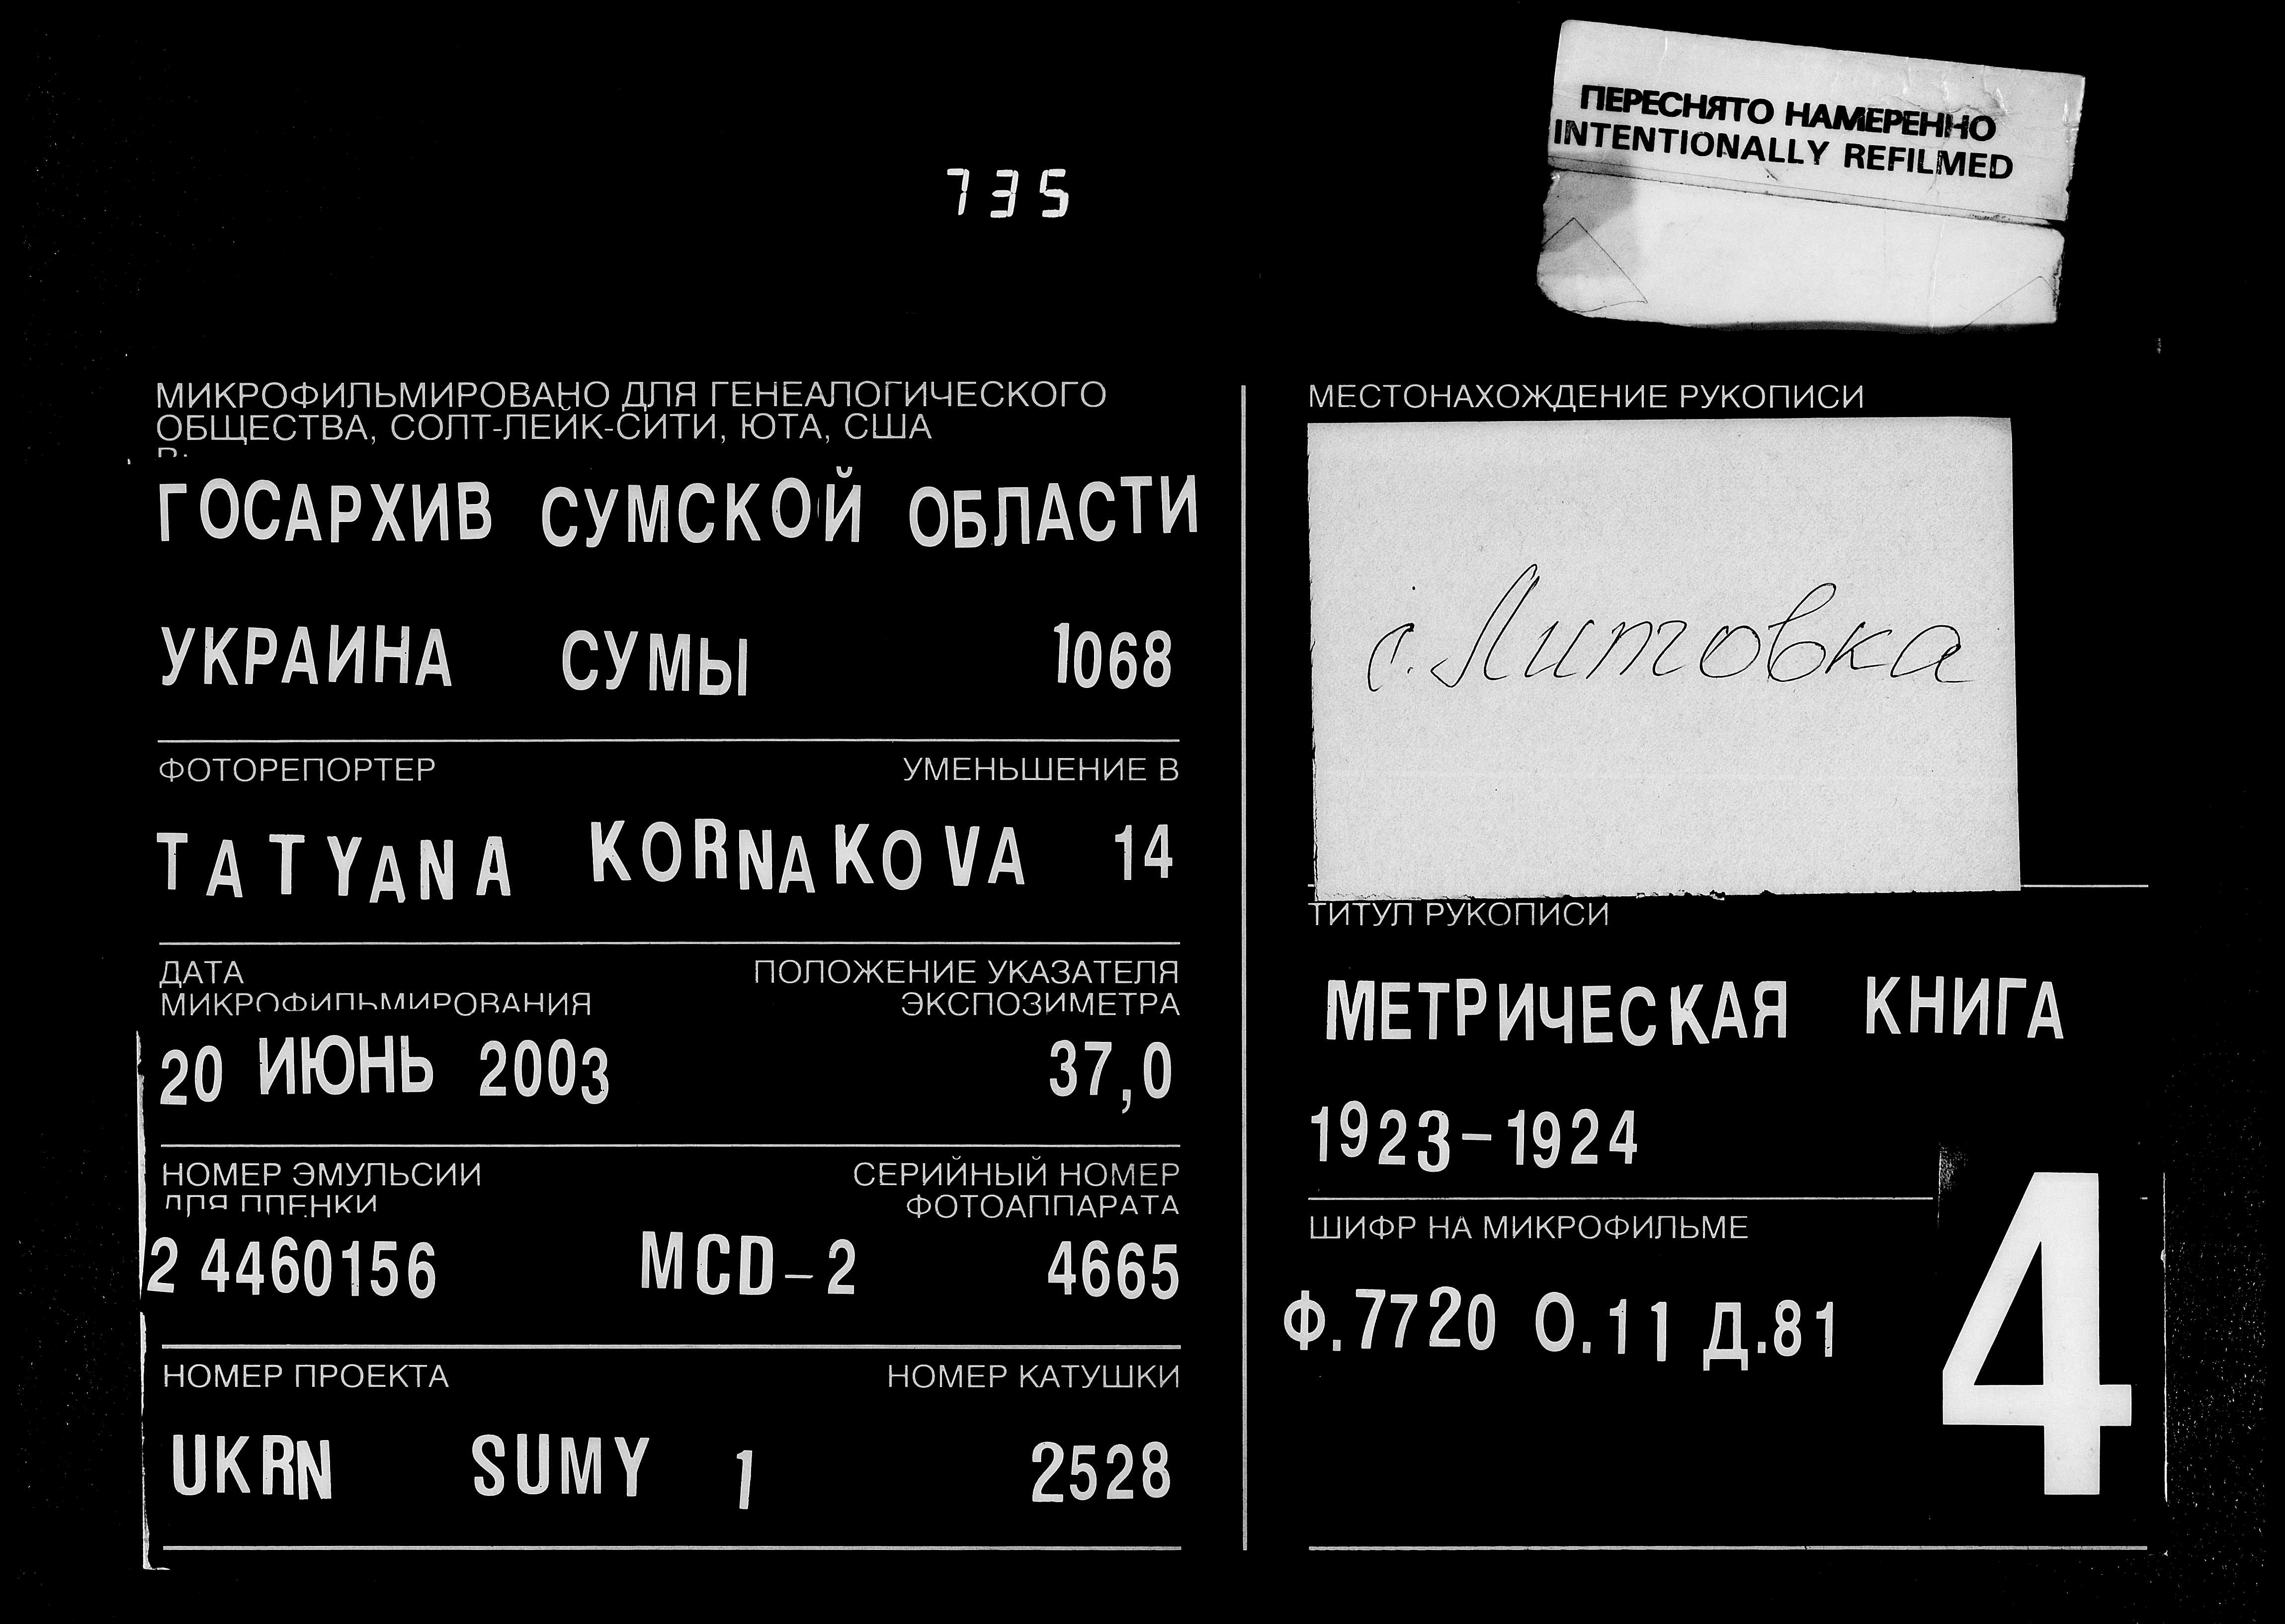 735
ПЕРЕСНЯТО НАМЕРЕННО
INTENTIONALLY REFILMED
МИКРОФИЛЬМИРОВАНО ДЛЯ ГЕНЕАЛОГИЧЕСКОГО
ОБЩЕСТВА, СОЛТ-ЛЕЙК-СИТИ, ЮТА, США
ГОСАРХИВ СУМСКОЙ ОБЛАСТИ
УКРАИНА СУМЫ 1068
ФОТОРЕПОРТЕР УМЕНЬШЕНИЕ В
TATYANA KORNAKOVA 14
ДАТА ПОЛОЖЕНИЕ УКАЗАТЕЛЯ
МИКРОФИЛЬМИРОВАНИЯ ЭКСПОЗИМЕТРА
20 ИЮНЬ 2003 37,0
НОМЕР ЭМУЛЬСИИ СЕРИЙНЫЙ НОМЕР
ДЛЯ ПЛЕНКИ ФОТОАППАРАТА
2 4460156 MCD-2 4665
НОМЕР ПРОЕКТА НОМЕР КАТУШКИ
UKRN SUMY 1 2528
МЕСТОНАХОЖДЕНИЕ РУКОПИСИ
с. Литовка
ТИТУЛ РУКОПИСИ
МЕТРИЧЕСКАЯ КНИГА
1923-1924
ШИФР НА МИКРОФИЛЬМЕ
Ф.7720 О.11 Д.81
4